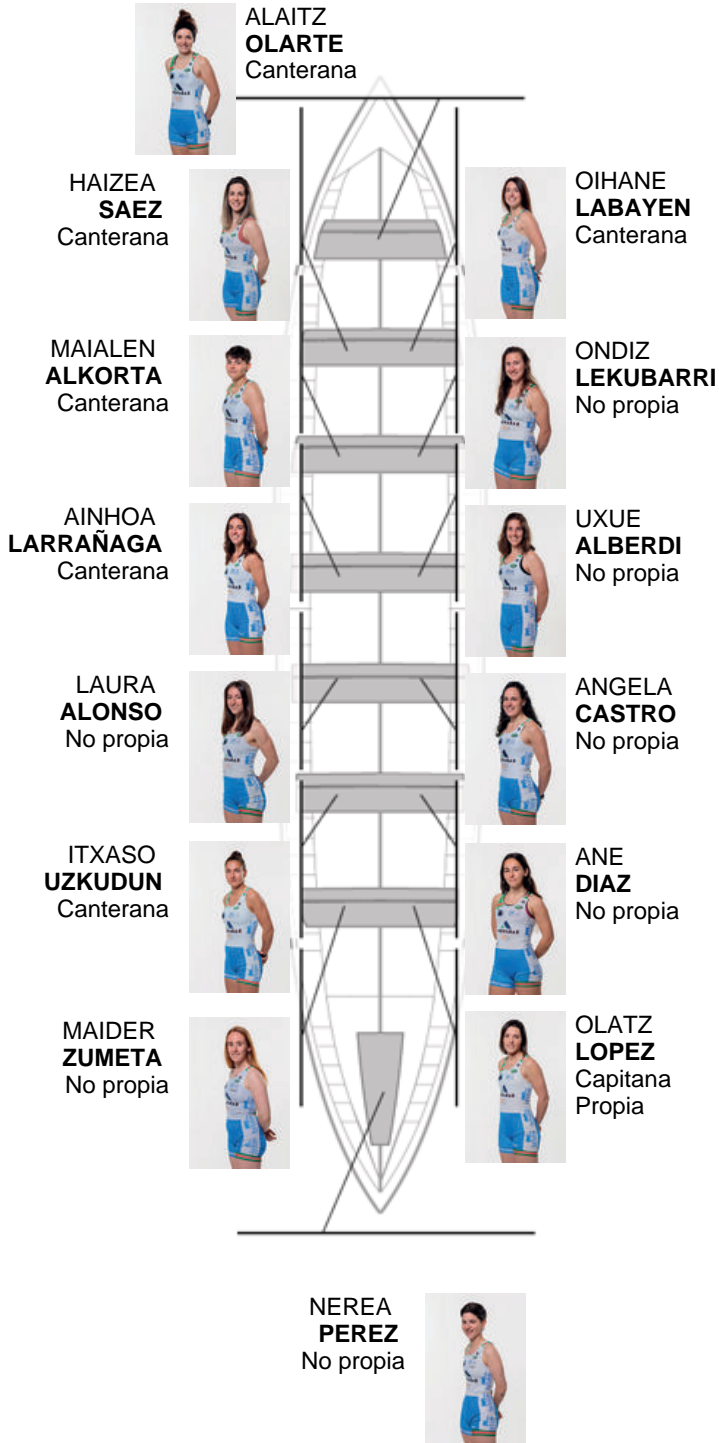 ALAITZ
OLARTE
Canterana
HAIZEA
SAEZ
Canterana
OIHANE
LABAYEN
Canterana
MAIALEN
ALKORTA
Canterana
ONDIZ
LEKUBARRI
No propia
AINHOA
LARRAÑAGA
Canterana
UXUE
ALBERDI
No propia
LAURA
ALONSO
No propia
ANGELA
CASTRO
No propia
ITXASO
UZKUDUN
Canterana
ANE
DIAZ
No propia
MAIDER
ZUMETA
No propia
OLATZ
LOPEZ
Capitana
Propia
NEREA
PEREZ
No propia